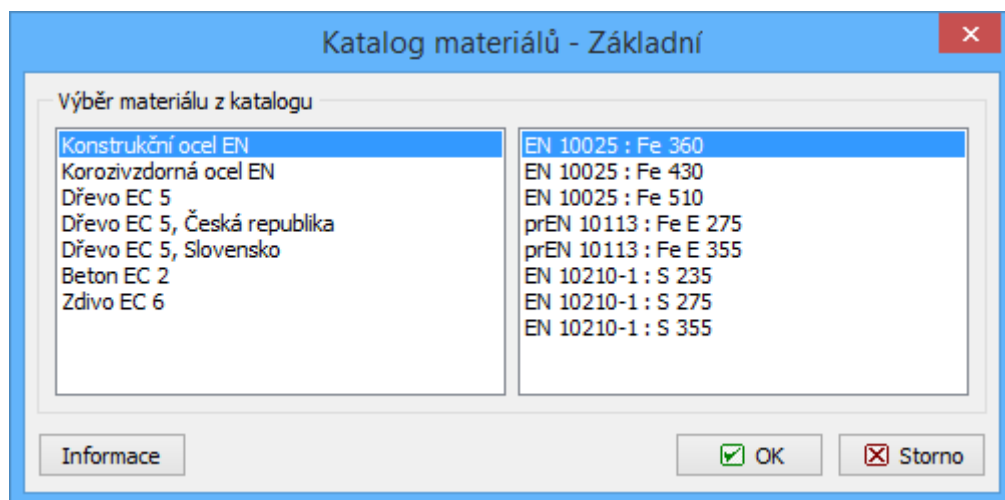 Katalog materiálů - Základní
Výběr materiálu z katalogu
Konstrukční ocel EN
Korozivzdorná ocel EN
Dřevo EC 5
Dřevo EC 5, Česká republika
Dřevo EC 5, Slovensko
Beton EC 2
Zdivo EC 6
EN 10025 : Fe 360
EN 10025 : Fe 430
EN 10025 : Fe 510
prEN 10113 : Fe E 275
prEN 10113 : Fe E 355
EN 10210-1 : S 235
EN 10210-1 : S 275
EN 10210-1 : S 355
Informace
OK
Storno